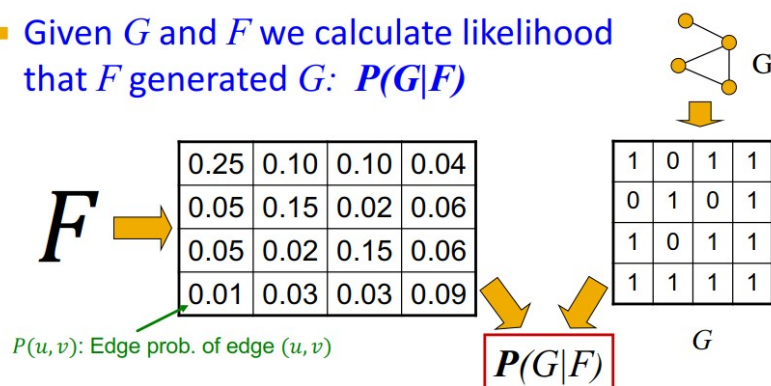 Given G and F we calculate likelihood
that F generated G: P(G|F)
G
F
0.25 0.10 0.10 0.04
0.05 0.15 0.02 0.06
0.05 0.02 0.15 0.06
0.01 0.03 0.03 0.09
1 0 1 1
0 1 0 1
1 0 1 1
1 1 1 1
P(u, v): Edge prob. of edge (u, v)
G
P(G|F)